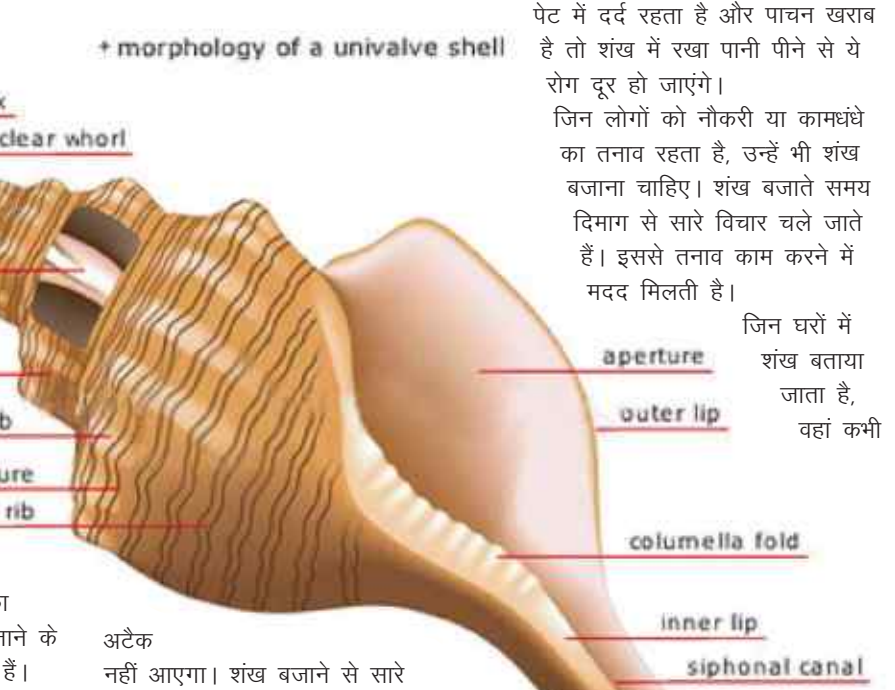 + morphology of a univalve shell
पेट में दर्द रहता है और पाचन खराब
है तो शंख में रखा पानी पीने से ये
रोग दूर हो जाएंगे।
जिन लोगों को नौकरी या कामधंधे
का तनाव रहता है, उन्हें भी शंख
बजाना चाहिए। शंख बजाते समय
दिमाग से सारे विचार चले जाते
हैं। इससे तनाव काम करने में
मदद मिलती है।
जिन घरों में
शंख बताया
जाता है,
वहां कभी
clear whorl
aperture
outer lip
rib
columella fold
inner lip
siphonal canal
के
हैं।
अटैक
नहीं आएगा। शंख बजाने से सारे